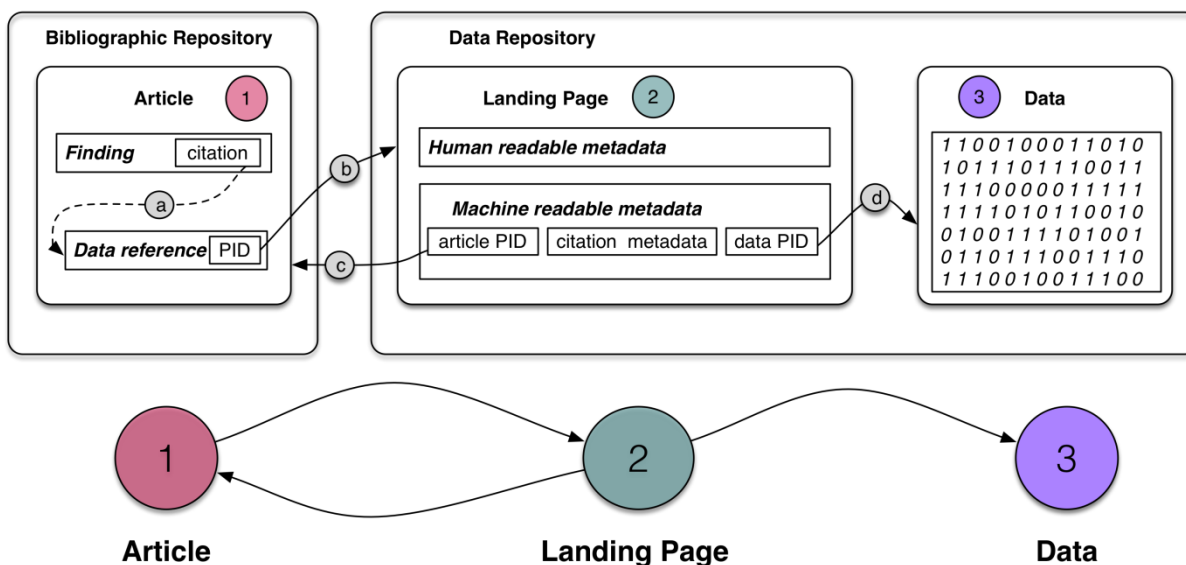 Bibliographic Repository
Data Repository
Article
1
Landing Page
2
3
Data
Finding
citation
Human readable metadata
a
b
Data reference
PID
c
Machine readable metadata
article PID
citation metadata
data PID
d
1 1 0 0 1 0 0 0 1 1 0 1 0
1 0 1 1 1 0 1 1 1 0 0 1 1
1 1 1 0 0 0 0 0 1 1 1 1 1
1 1 1 1 0 1 0 1 1 0 0 1 0
0 1 0 0 1 1 1 1 0 1 0 0 1
0 1 1 0 1 1 1 0 0 1 1 1 0
1 1 1 0 0 1 0 0 1 1 1 0 0
1
2
3
Article
Landing Page
Data